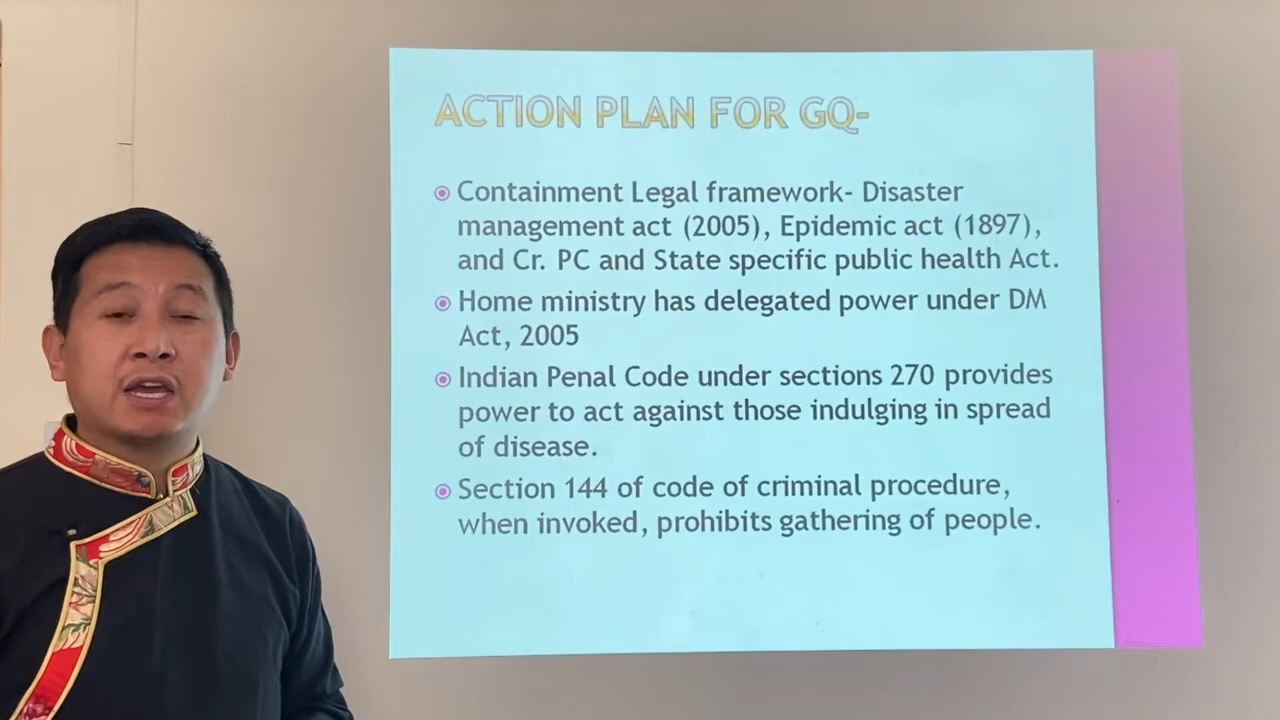 ACTION PLAN FOR GQ-
Containment Legal framework- Disaster
management act (2005), Epidemic act (1897),
and Cr. PC and State specific public health Act.
Home ministry has delegated power under DM
Act, 2005
Indian Penal Code under sections 270 provides
power to act against those indulging in spread
of disease.
Section 144 of code of criminal procedure,
when invoked, prohibits gathering of people.